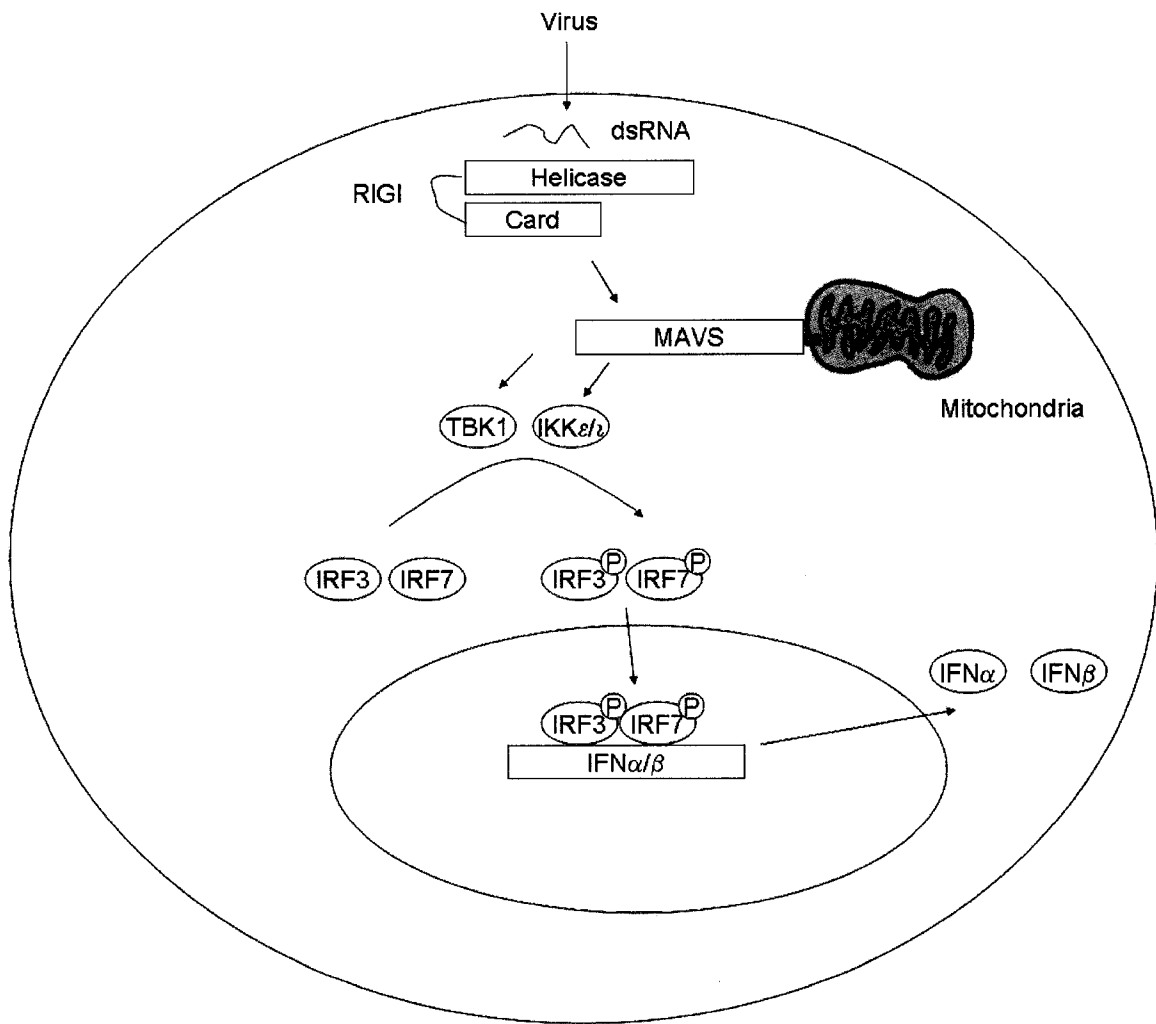 Virus
dsRNA
Helicase
RIGI
Card
MAVS
Mitochondria
TBK1 IKKε/ι
IRF3 IRF7 IRF3 P IRF7 P
IFNα IFNβ
IRF3 P IRF7 P
IFNα/β